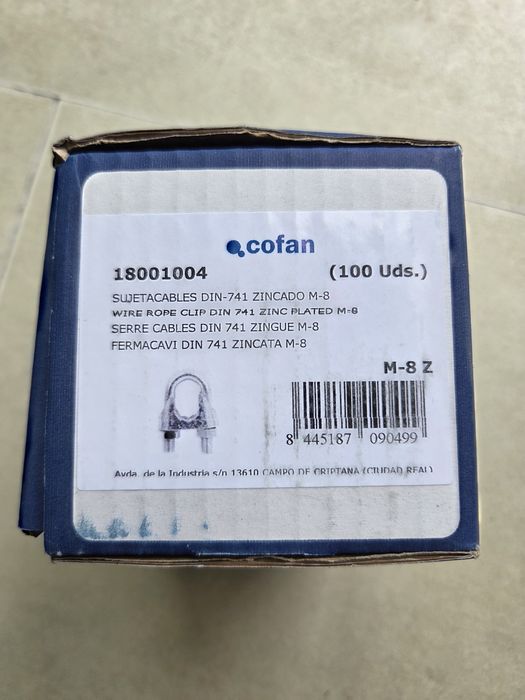 cofan
18001004 (100 Uds.)
SUJETACABLES DIN-741 ZINCADO M-8
WIRE ROPE CLIP DIN 741 ZINC PLATED M-8
SERRE CABLES DIN 741 ZINGUE M-8
FERMACAVI DIN 741 ZINCATA M-8
M-8 Z
8 445187 090499
Avda. de la Industria s/n 13610 CAMPO DE CRIPTANA (CIUDAD REAL)